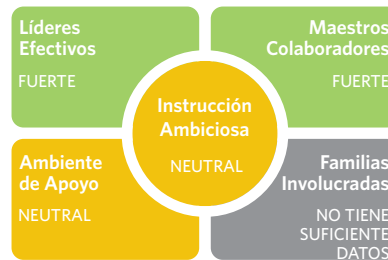 Líderes
Efectivos
FUERTE
Maestros
Colaboradores
FUERTE
Instrucción
Ambiciosa
NEUTRAL
Ambiente
de Apoyo
NEUTRAL
Familias
Involucradas
NO TIENE
SUFICIENTE
DATOS